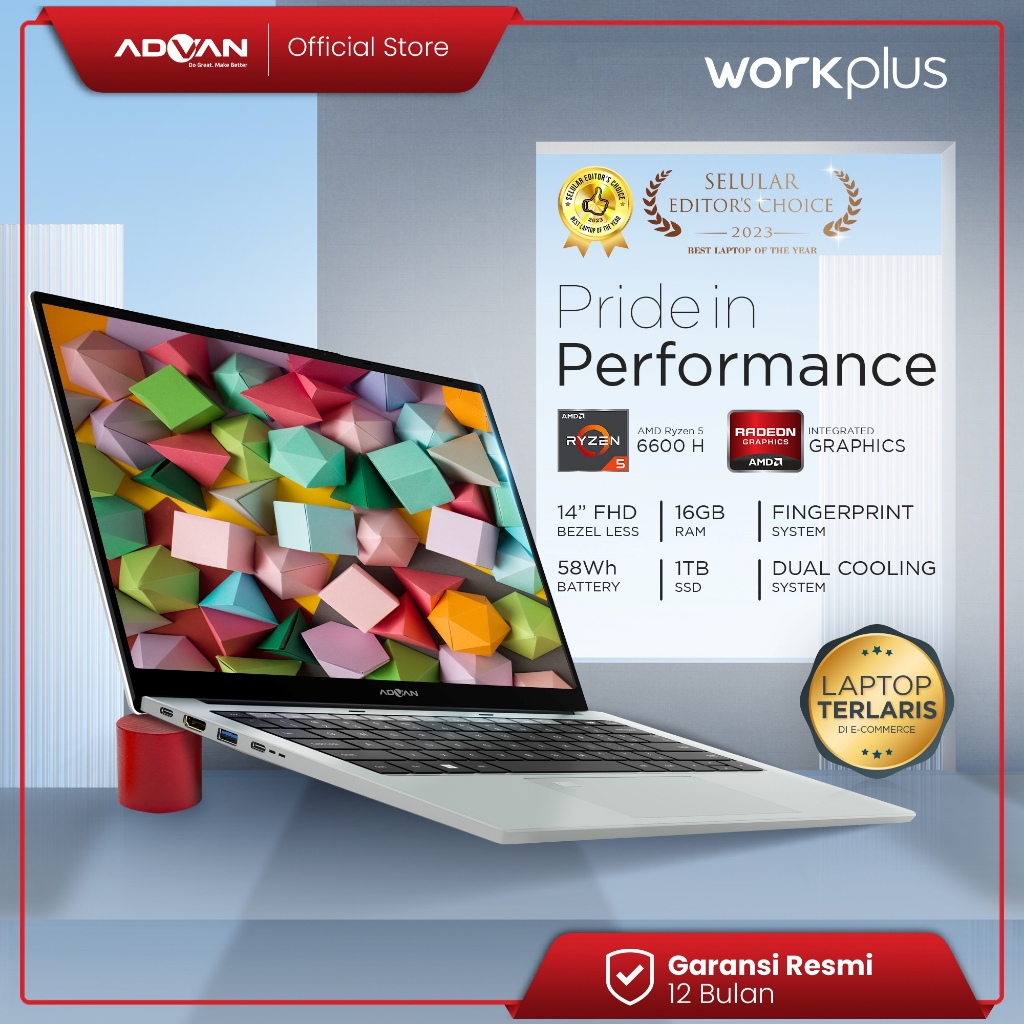 ADVAN
Do Great. Make Better
Official Store
workplus
SELULAR EDITOR'S CHOICE
2023
BEST LAPTOP OF THE YEAR
SELULAR
EDITOR'S CHOICE
2023
BEST LAPTOP OF THE YEAR
Pride in
Performance
AMD
RYZEN
5
AMD Ryzen 5
6600 H
RADEON
GRAPHICS
AMD
INTEGRATED
GRAPHICS
14” FHD
BEZEL LESS
16GB
RAM
FINGERPRINT
SYSTEM
58Wh
BATTERY
1TB
SSD
DUAL COOLING
SYSTEM
LAPTOP
TERLARIS
DI E-COMMERCE
ADVAN
Garansi Resmi
12 Bulan